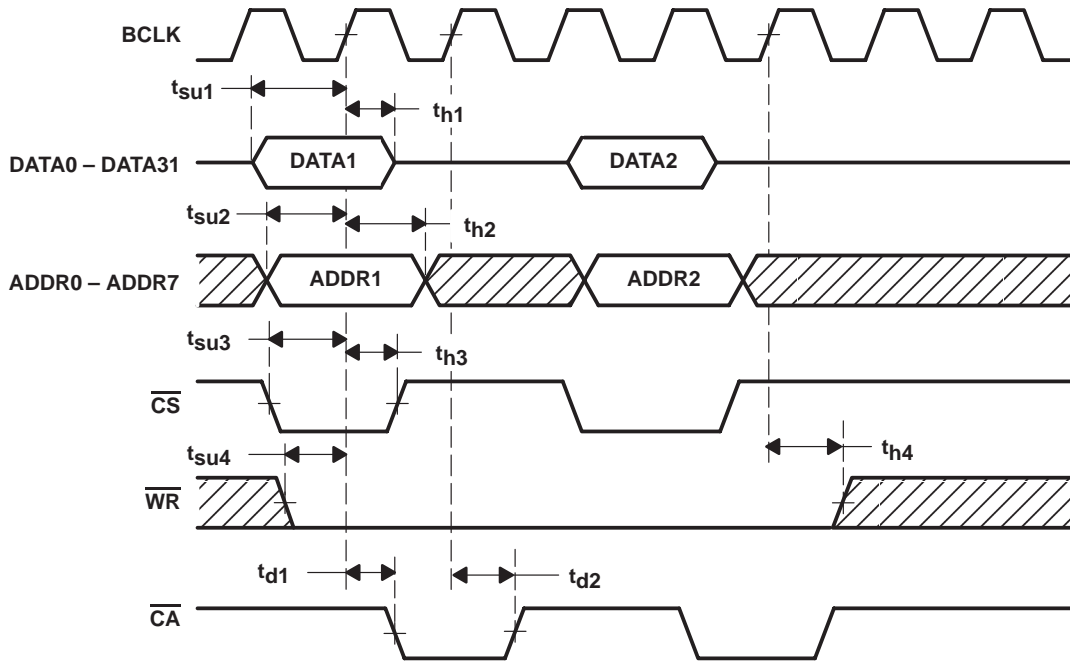 BCLK
tsu1
th1
DATA0 – DATA31
DATA1
DATA2
tsu2
th2
ADDR0 – ADDR7
ADDR1
ADDR2
tsu3
th3
CS
tsu4
th4
WR
td1
td2
CA